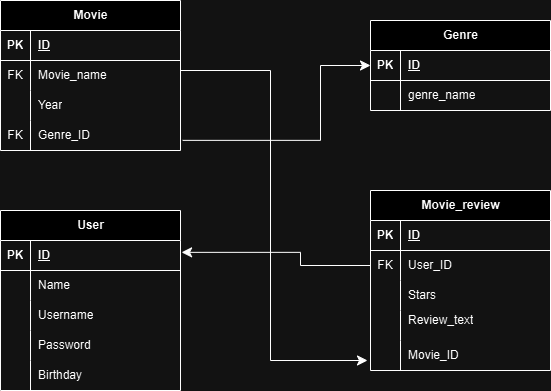 Movie
PK ID
FK Movie_name
Year
FK Genre_ID
Genre
PK ID
genre_name
User
PK ID
Name
Username
Password
Birthday
Movie_review
PK ID
FK User_ID
Stars
Review_text
Movie_ID